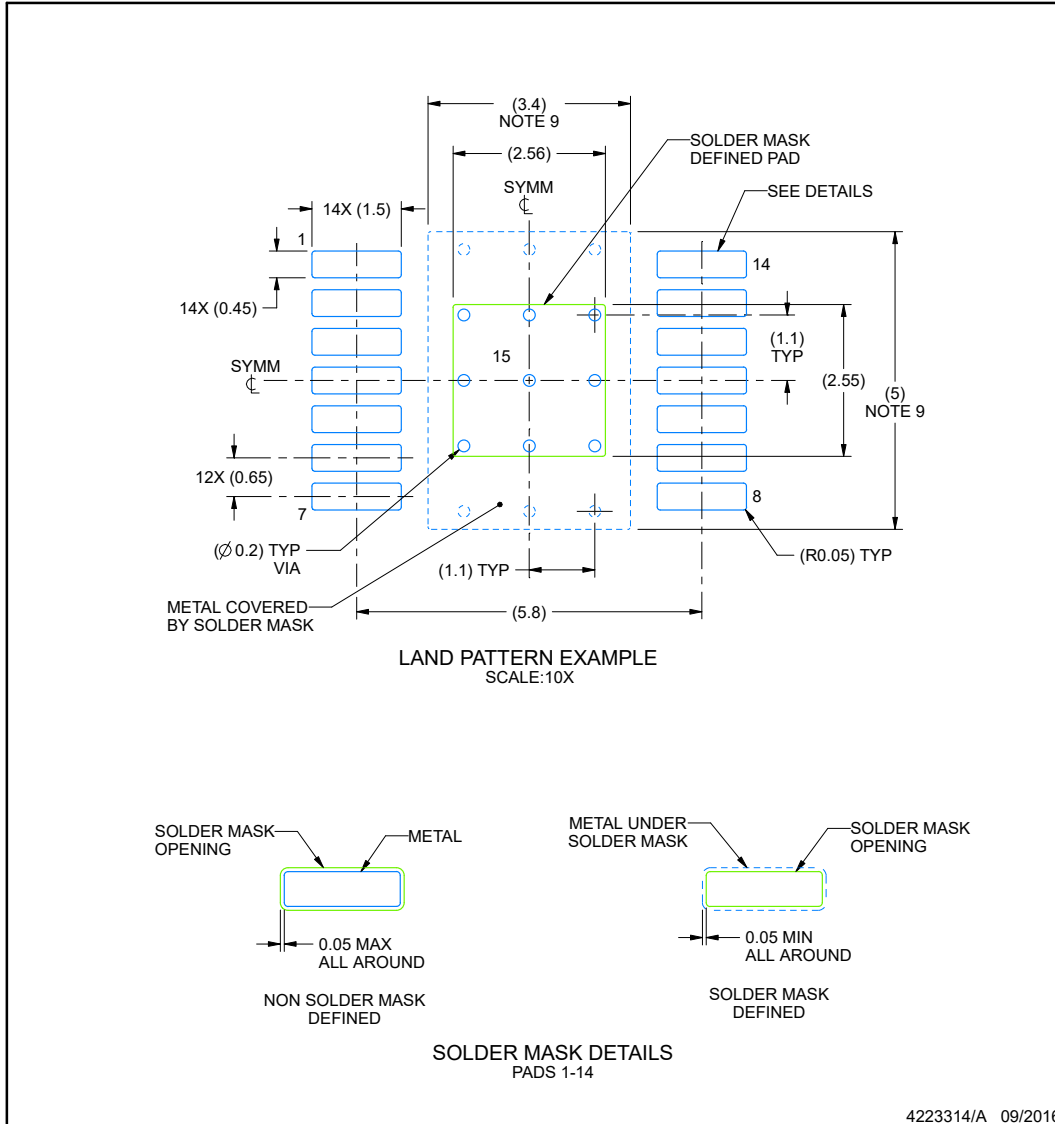 (3.4)
NOTE 9
(2.56)
SOLDER MASK
DEFINED PAD
SYMM
℄
SEE DETAILS
14X (1.5)
1
14
14X (0.45)
(1.1)
TYP
15
SYMM
℄
(2.55)
(5)
NOTE 9
12X (0.65)
7
8
(Ø 0.2) TYP
VIA
(1.1) TYP
(R0.05) TYP
METAL COVERED
BY SOLDER MASK
(5.8)
LAND PATTERN EXAMPLE
SCALE:10X
SOLDER MASK
OPENING
METAL
METAL UNDER
SOLDER MASK
SOLDER MASK
OPENING
0.05 MAX
ALL AROUND
0.05 MIN
ALL AROUND
NON SOLDER MASK
DEFINED
SOLDER MASK
DEFINED
SOLDER MASK DETAILS
PADS 1-14
4223314/A 09/2016